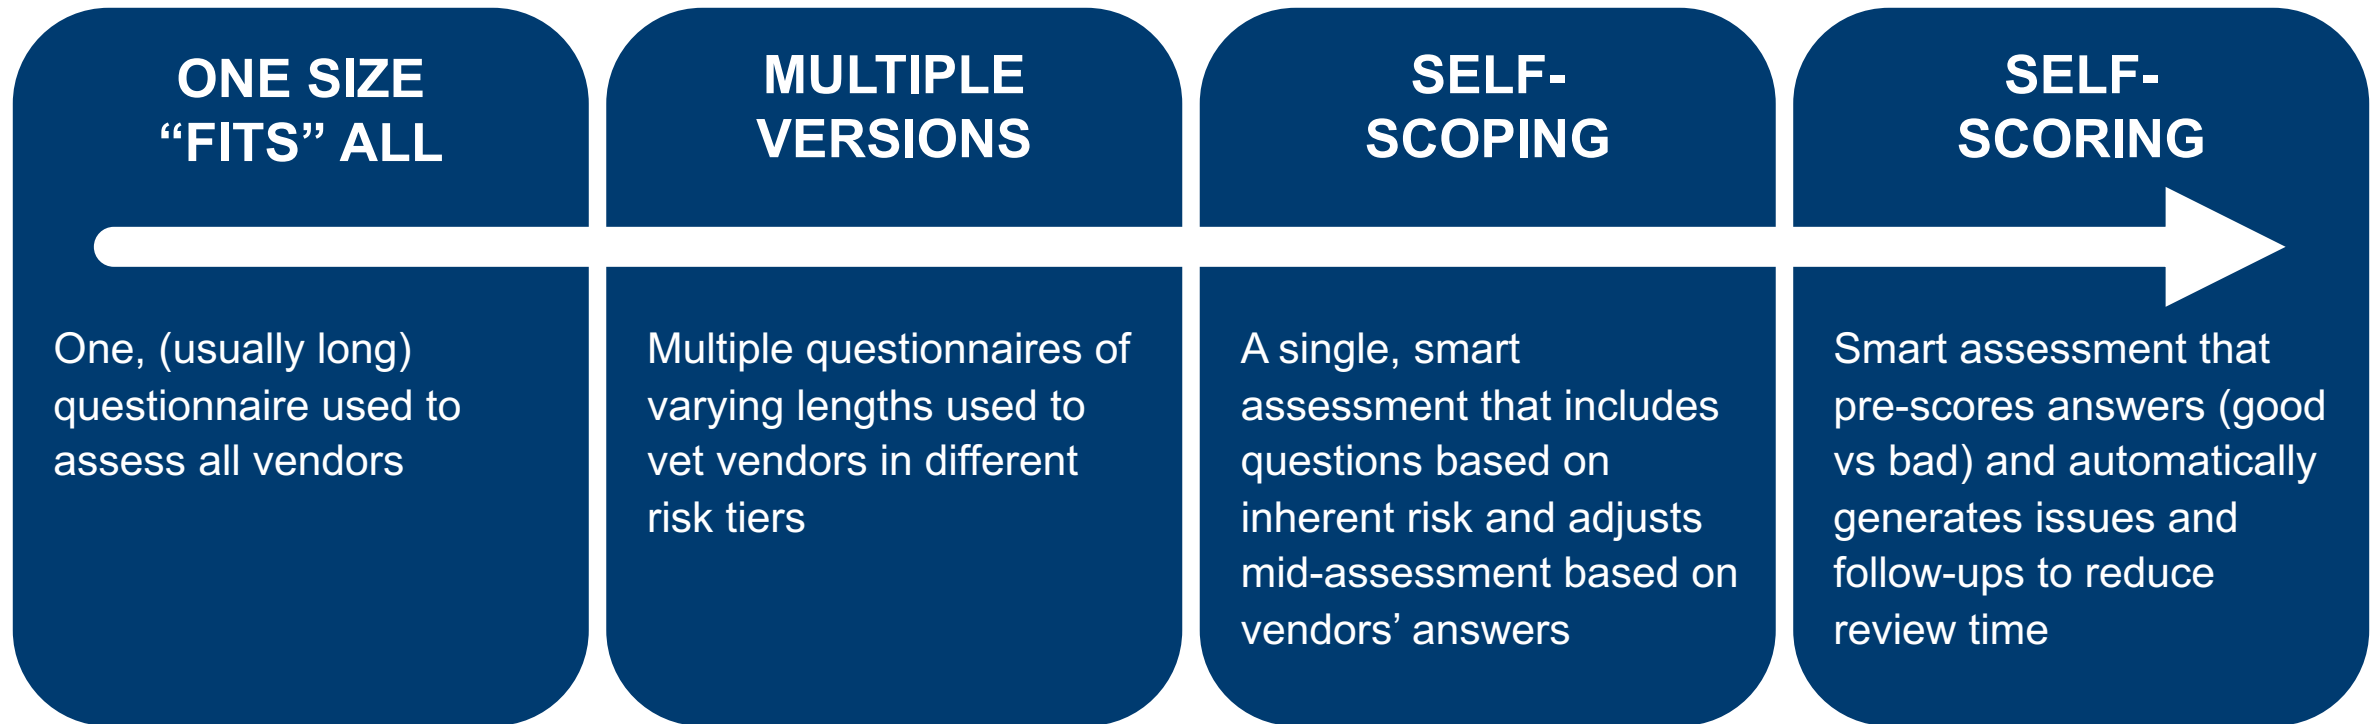 ONE SIZE
“FITS” ALL
One, (usually long)
questionnaire used to
assess all vendors
MULTIPLE
VERSIONS
Multiple questionnaires of
varying lengths used to
vet vendors in different
risk tiers
SELF-
SCOPING
A single, smart
assessment that includes
questions based on
inherent risk and adjusts
mid-assessment based on
vendors’ answers
SELF-
SCORING
Smart assessment that
pre-scores answers (good
vs bad) and automatically
generates issues and
follow-ups to reduce
review time